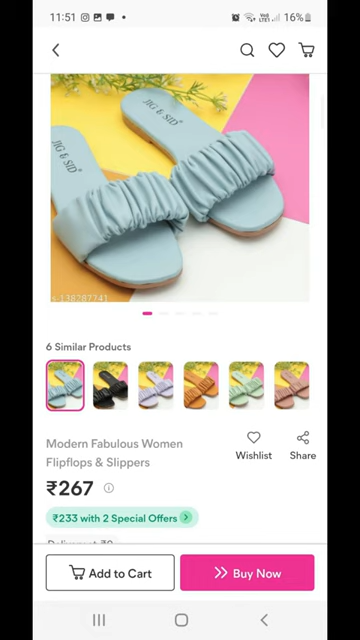 11:51
16%
JIG & SID
JIG & SID
s-138287741
6 Similar Products
Modern Fabulous Women
Flipflops & Slippers
Wishlist
Share
₹267
₹233 with 2 Special Offers
Add to Cart
Buy Now